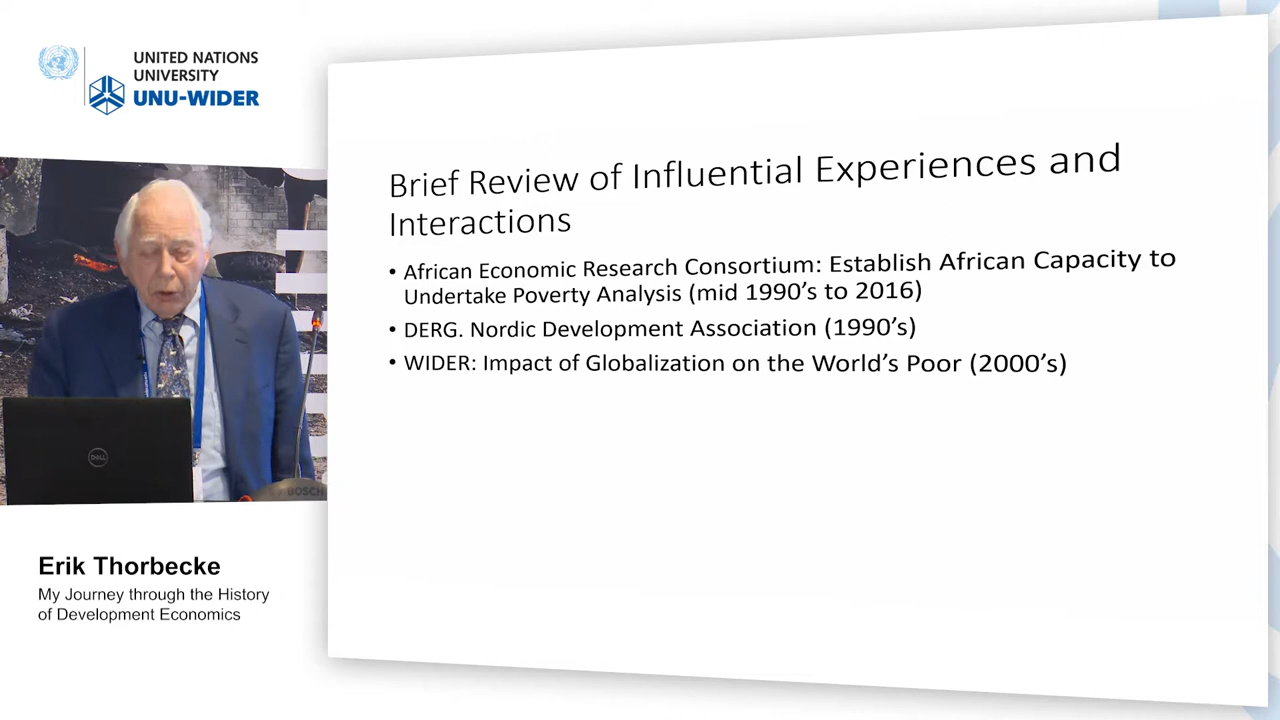 UNITED NATIONS
UNIVERSITY
UNU-WIDER
Brief Review of Influential Experiences and
Interactions
• African Economic Research Consortium: Establish African Capacity to
Undertake Poverty Analysis (mid 1990's to 2016)
• DERG. Nordic Development Association (1990's)
• WIDER: Impact of Globalization on the World's Poor (2000's)
DELL
BOSCH
Erik Thorbecke
My Journey through the History
of Development Economics